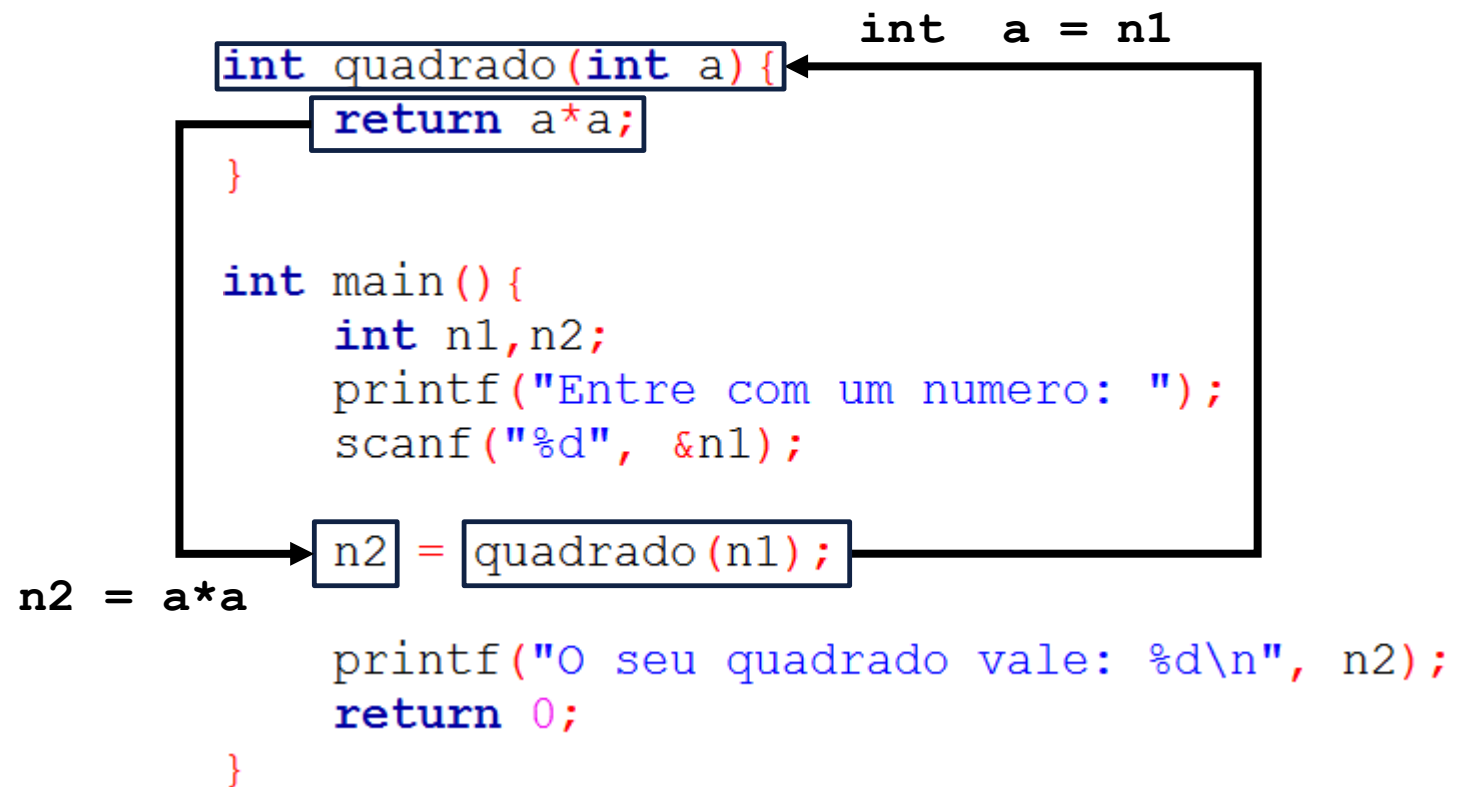 int a = n1
int quadrado(int a){
return a*a;
}
int main(){
int n1,n2;
printf("Entre com um numero: ");
scanf("%d", &n1);
n2 = quadrado(n1);
n2 = a*a
printf("O seu quadrado vale: %d\n", n2);
return 0;
}